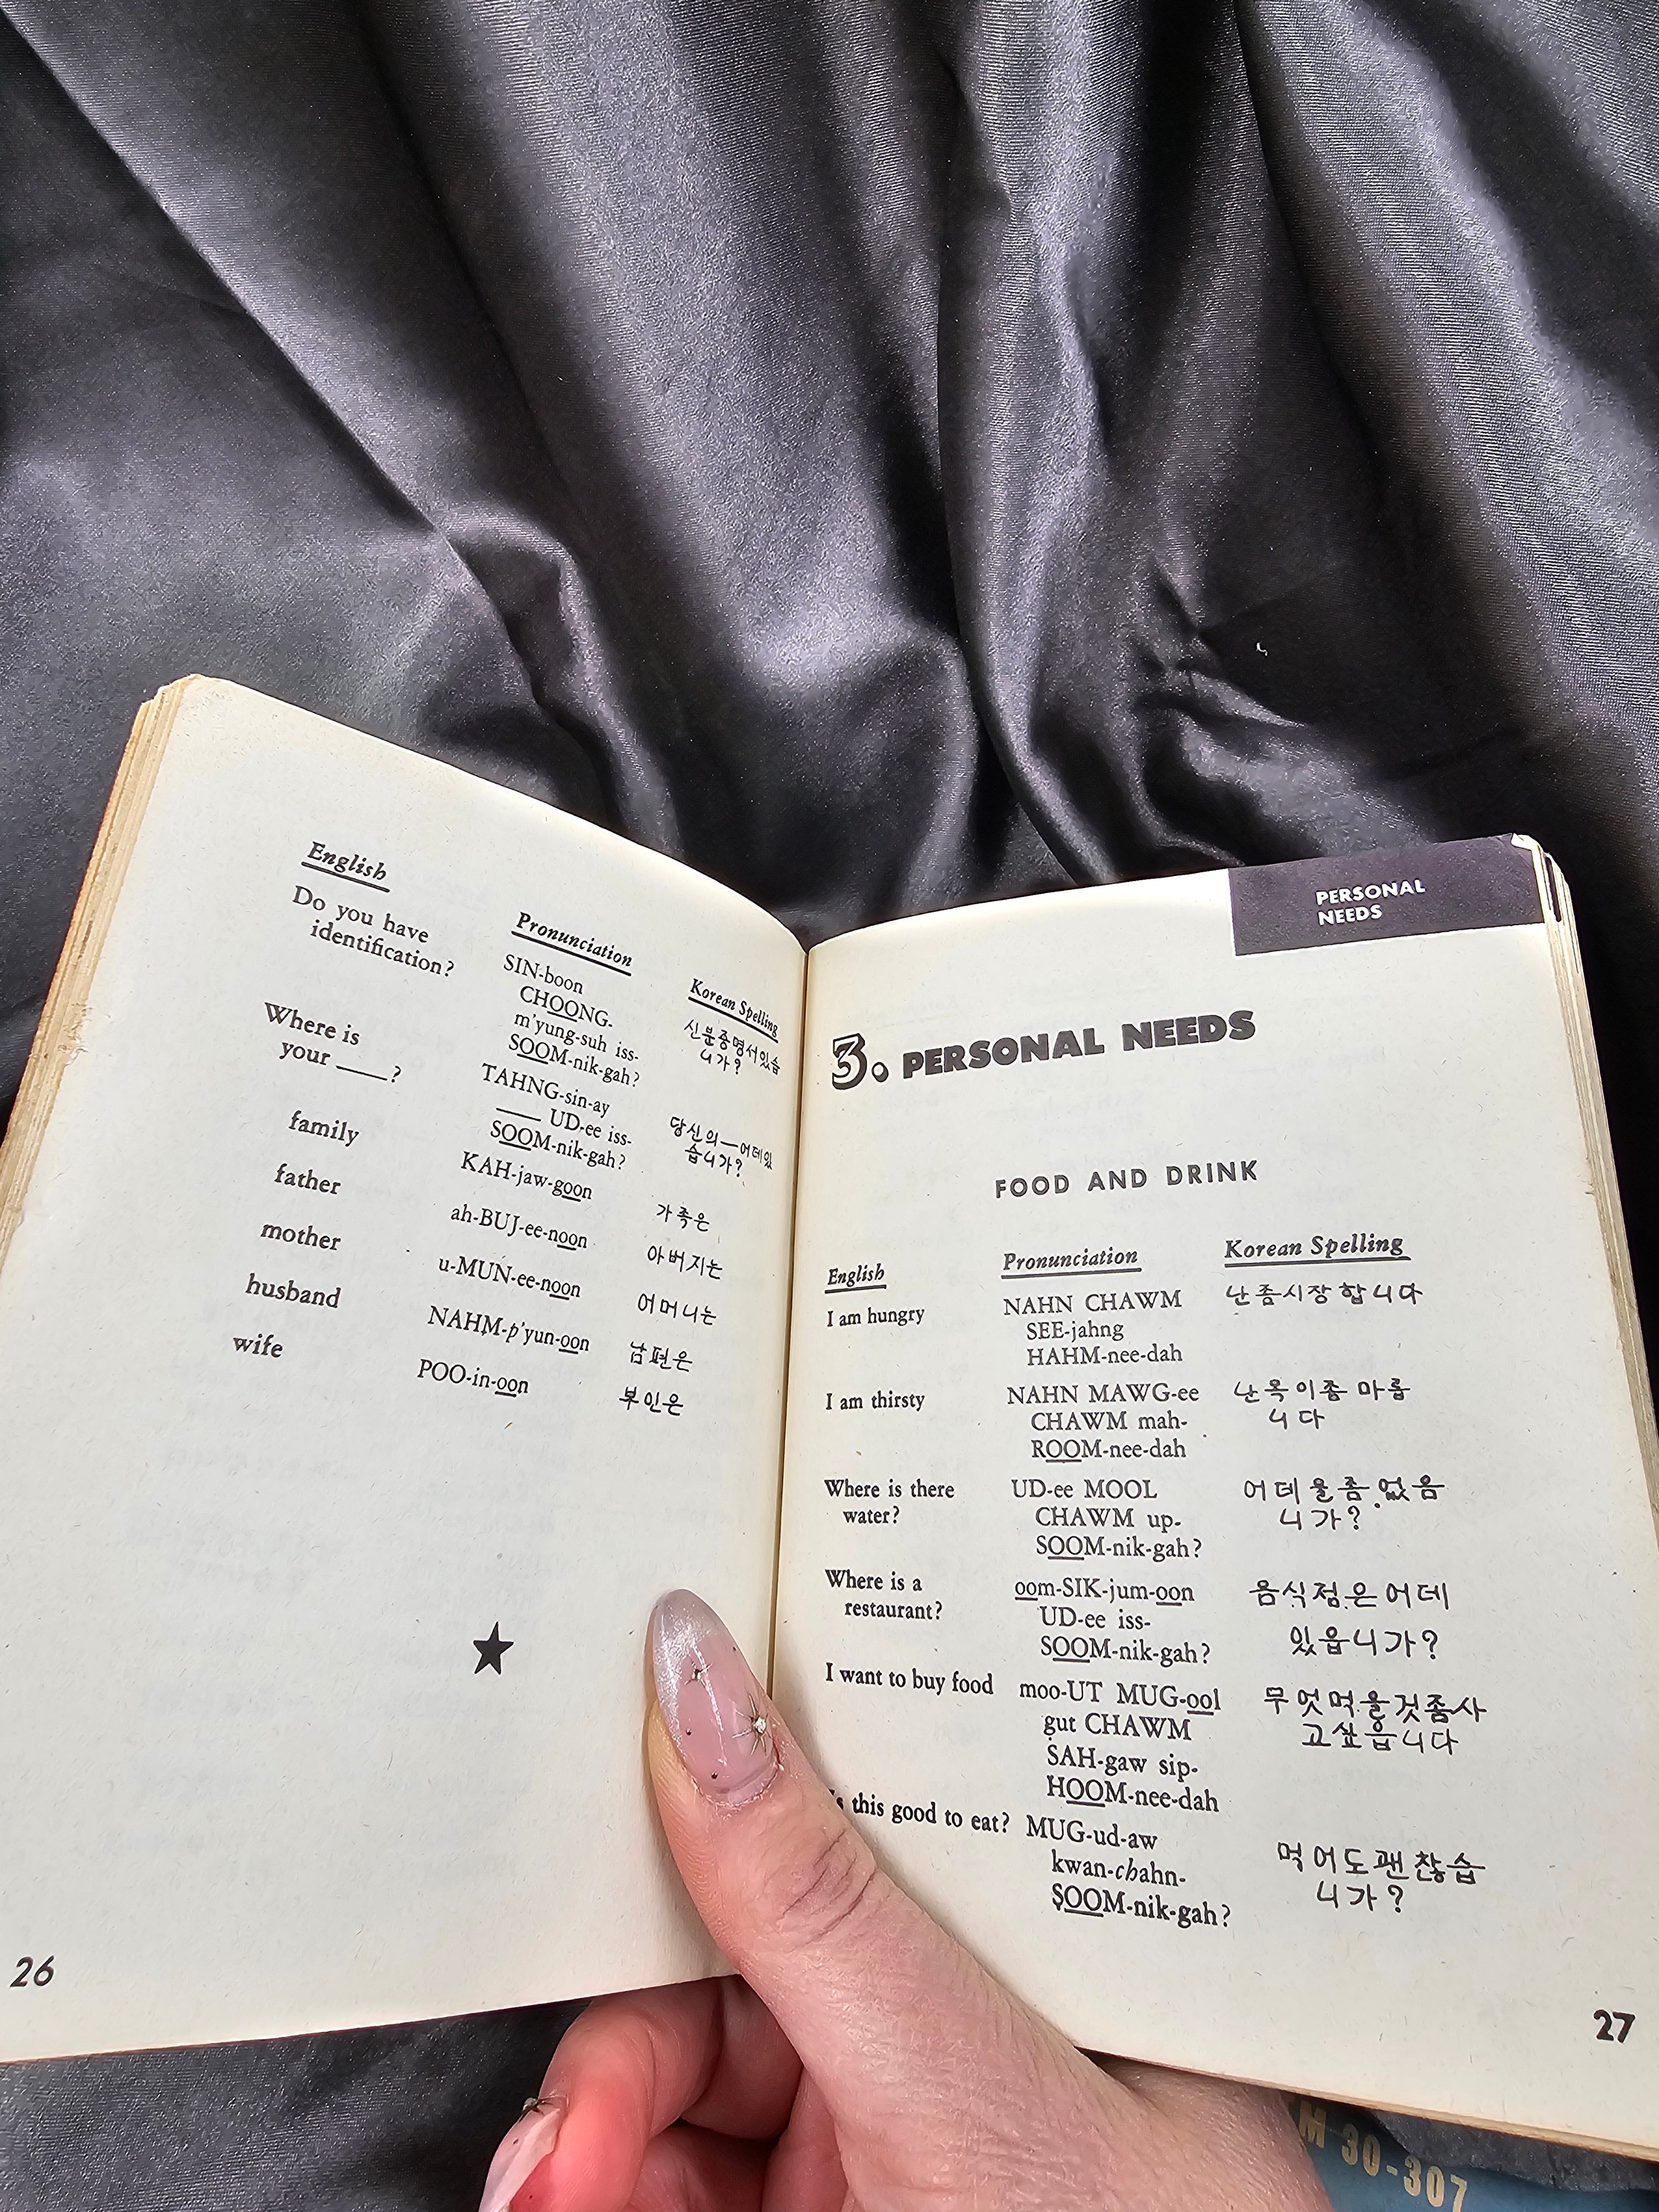 English
Pronunciation
Korean Spelling
Do you have
identification?
SIN-boon
CHOONG-
m'yung-suh iss-
SOOM-nik-gah?
신분증명서있습
니가?
Where is
your ____?
TAHNG-sin-ay
____ UD-ee iss-
SOOM-nik-gah?
당신의—어데있
습니가?
family
KAH-jaw-goon
가족은
father
ah-BUJ-ee-noon
아버지는
mother
u-MUN-ee-noon
어머니는
husband
NAHM-p'yun-oon
남편은
wife
POO-in-oon
부인은
26
PERSONAL
NEEDS
3. PERSONAL NEEDS
FOOD AND DRINK
English
Pronunciation
Korean Spelling
I am hungry
NAHN CHAWM
SEE-jahng
HAHM-nee-dah
난좀시장합니다
I am thirsty
NAHN MAWG-ee
CHAWM mah-
ROOM-nee-dah
난목이좀 마릅
니다
Where is there
water?
UD-ee MOOL
CHAWM up-
SOOM-nik-gah?
어데물좀 없음
니가?
Where is a
restaurant?
oom-SIK-jum-oon
UD-ee iss-
SOOM-nik-gah?
음식점은어데
있읍니가?
I want to buy food
moo-UT MUG-ool
gut CHAWM
SAH-gaw sip-
HOOM-nee-dah
무엇먹을것좀사
고싶읍니다
this good to eat?
MUG-ud-aw
kwan-chahn-
SOOM-nik-gah?
먹어도괜찮습
니가?
27
30-307